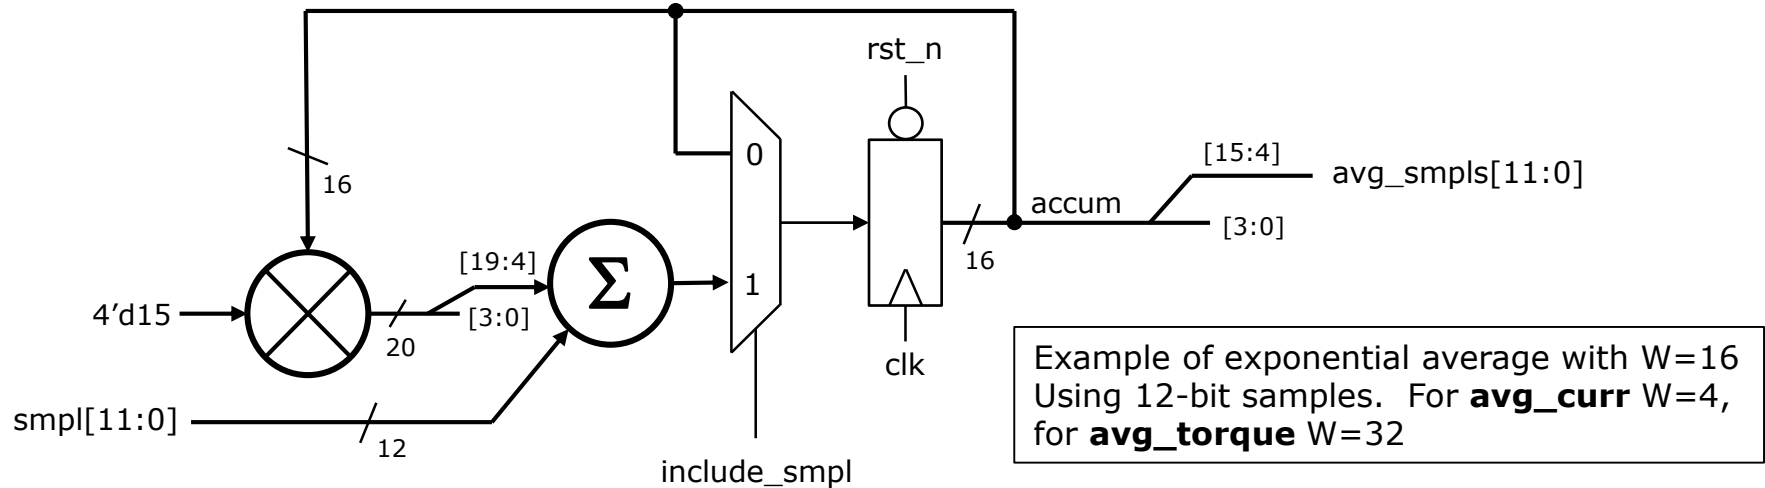 rst_n
[15:4]
0
16
avg_smpls[11:0]
accum
[3:0]
[19:4]
Σ
1
16
4’d15
[3:0]
20
clk
smpl[11:0]
12
include_smpl
Example of exponential average with W=16
Using 12-bit samples.  For avg_curr W=4,
for avg_torque W=32